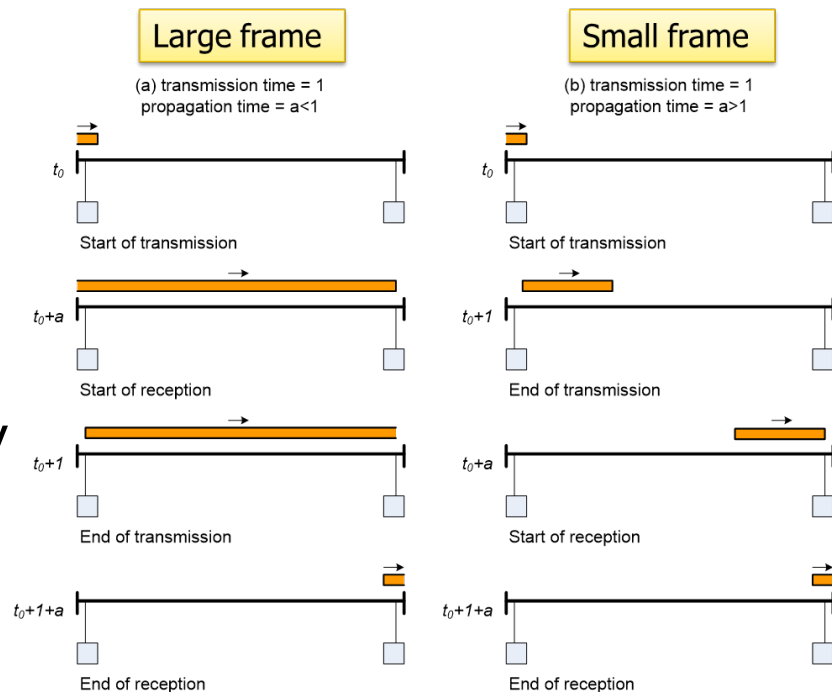 Large frame
(a) transmission time = 1
propagation time = a<1
t0
Start of transmission
t0+a
Start of reception
t0+1
End of transmission
t0+1+a
End of reception
Small frame
(b) transmission time = 1
propagation time = a>1
t0
Start of transmission
t0+1
End of transmission
t0+a
Start of reception
t0+1+a
End of reception